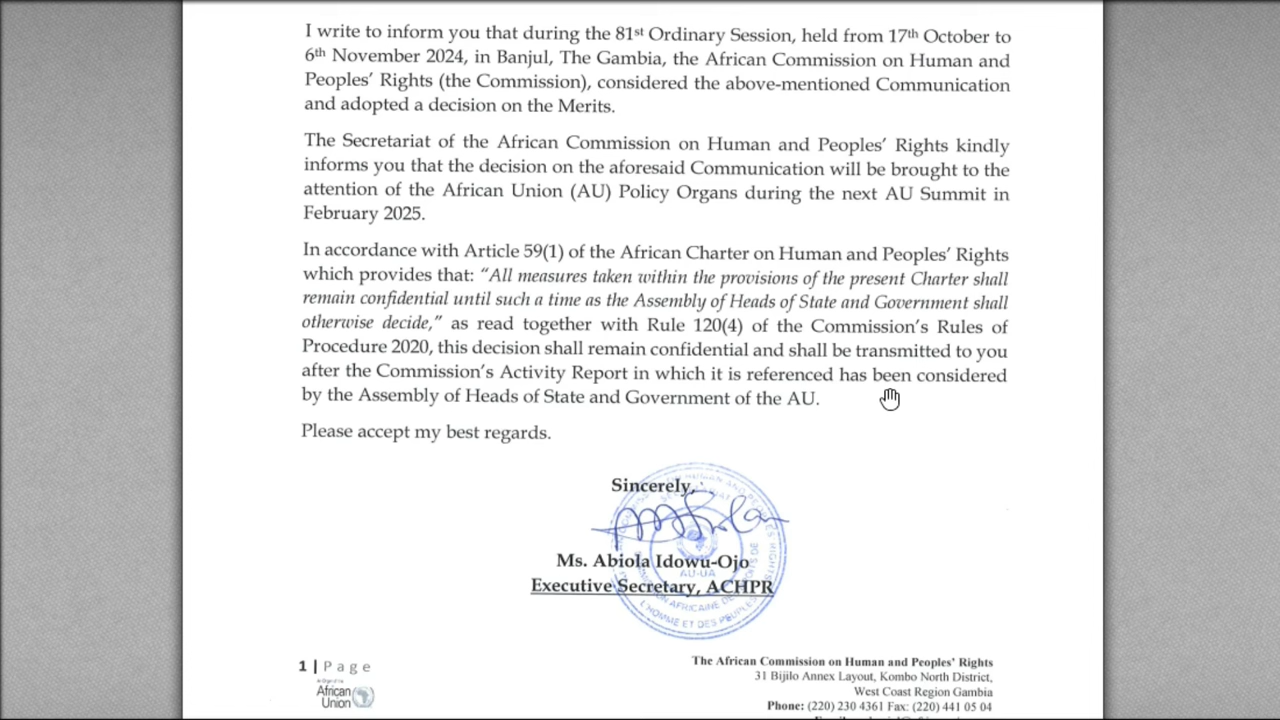 I write to inform you that during the 81st Ordinary Session, held from 17th October to
6th November 2024, in Banjul, The Gambia, the African Commission on Human and
Peoples' Rights (the Commission), considered the above-mentioned Communication
and adopted a decision on the Merits.
The Secretariat of the African Commission on Human and Peoples' Rights kindly
informs you that the decision on the aforesaid Communication will be brought to the
attention of the African Union (AU) Policy Organs during the next AU Summit in
February 2025.
In accordance with Article 59(1) of the African Charter on Human and Peoples' Rights
which provides that: "All measures taken within the provisions of the present Charter shall
remain confidential until such a time as the Assembly of Heads of State and Government shall
otherwise decide," as read together with Rule 120(4) of the Commission's Rules of
Procedure 2020, this decision shall remain confidential and shall be transmitted to you
after the Commission's Activity Report in which it is referenced has been considered
by the Assembly of Heads of State and Government of the AU.
Please accept my best regards.
Sincerely,
Ms. Abiola Idowu-Ojo
AU-UA
Executive Secretary, ACHPR
AFRICAINE
L'HOMME ET DES PEUPLES
1 | Page
African
Union
The African Commission on Human and Peoples' Rights
31 Bijilo Annex Layout, Kombo North District,
West Coast Region Gambia
Phone: (220) 230 4361 Fax: (220) 441 05 04